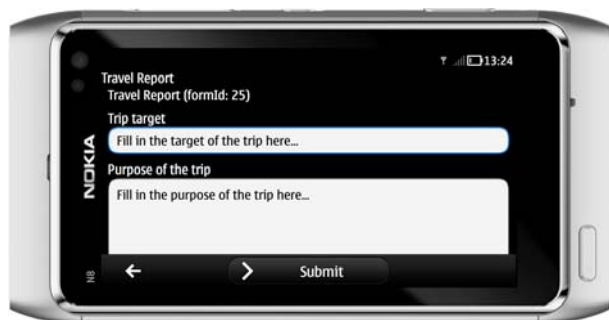 13:24
Travel Report
Travel Report (formId: 25)
Trip target
Fill in the target of the trip here...
Purpose of the trip
Fill in the purpose of the trip here...
Submit
NOKIA
N8